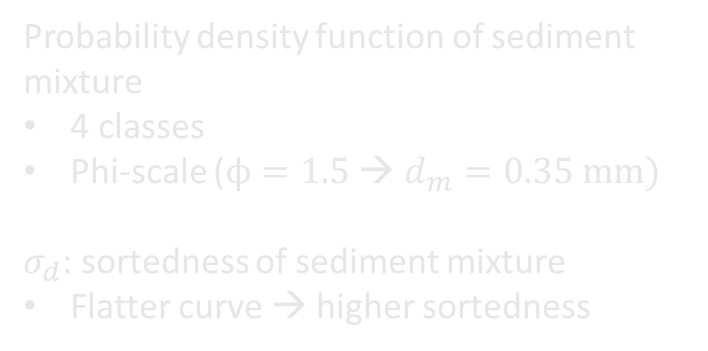 Probability density function of sediment
mixture
• 4 classes
• Phi-scale (ϕ = 1.5 → dₘ = 0.35 mm)
σ_d: sortedness of sediment mixture
• Flatter curve → higher sortedness